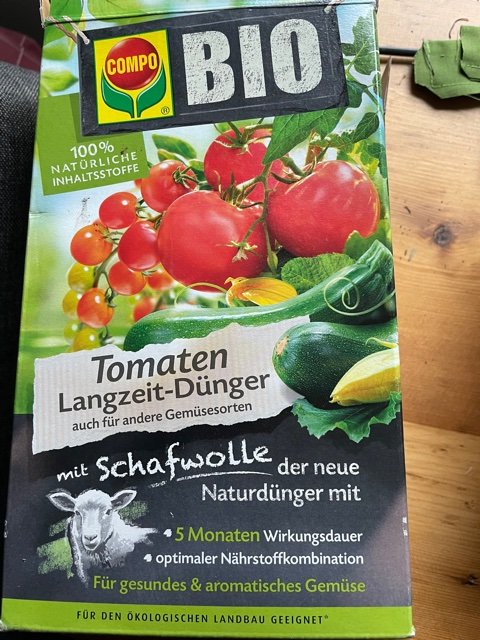 COMPO
BIO
®
100%
NATÜRLICHE
INHALTSSTOFFE
Tomaten
Langzeit-Dünger
auch für andere Gemüsesorten
mit Schafwolle der neue
Naturdünger mit
• 5 Monaten Wirkungsdauer
• optimaler Nährstoffkombination
Für gesundes & aromatisches Gemüse
FÜR DEN ÖKOLOGISCHEN LANDBAU GEEIGNET*